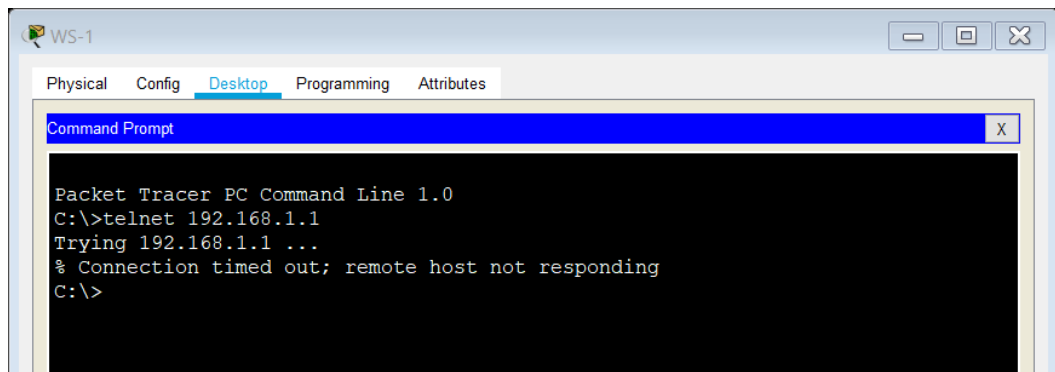 WS-1
Physical Config Desktop Programming Attributes
Command Prompt X
Packet Tracer PC Command Line 1.0
C:\>telnet 192.168.1.1
Trying 192.168.1.1 ...
% Connection timed out; remote host not responding
C:\>